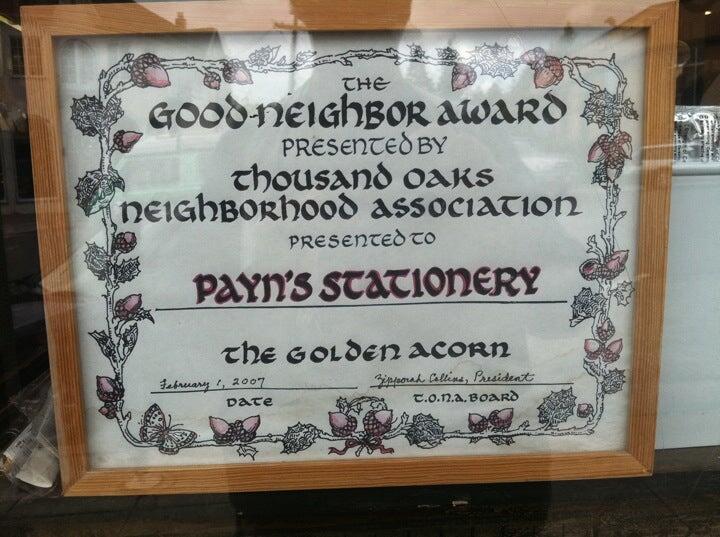 THE
GOOD-NEIGHBOR AWARD
PRESENTED BY
THOUSAND OAKS
NEIGHBORHOOD ASSOCIATION
PRESENTED TO
PAYN'S STATIONERY
THE GOLDEN ACORN
February 1, 2007 Zipporah Collins, President
DATE T.O.N.A. BOARD